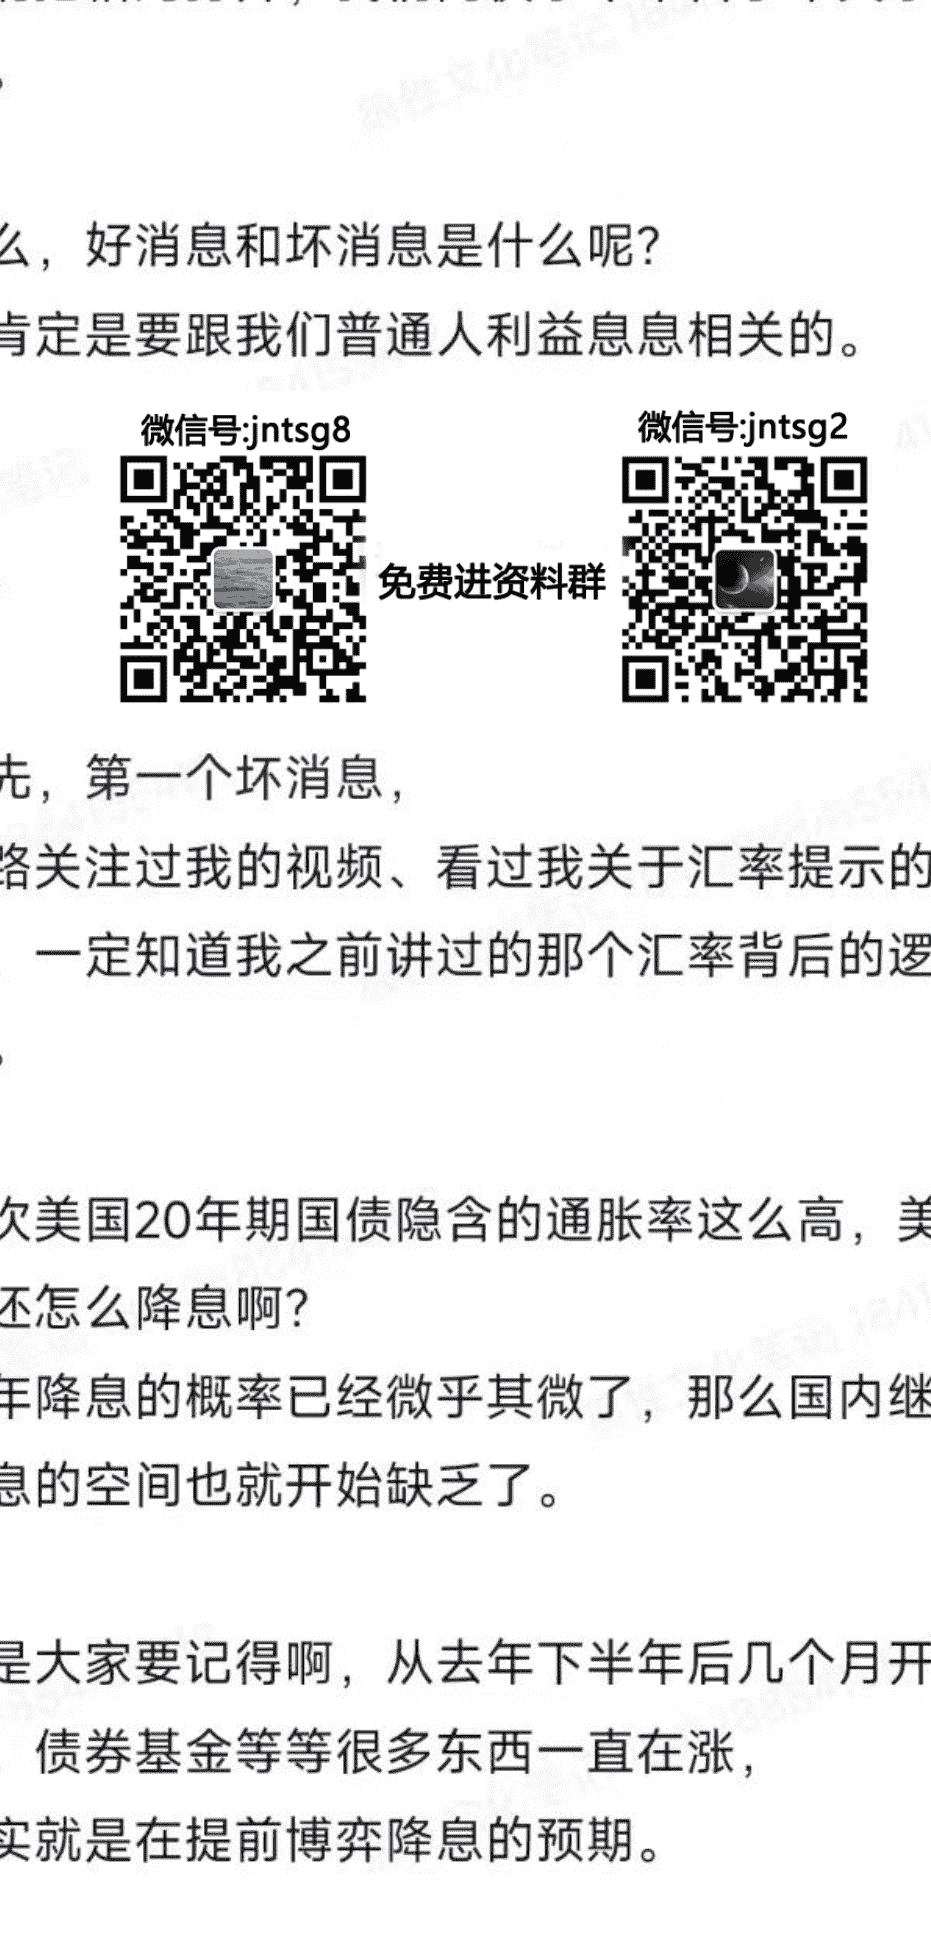 么，好消息和坏消息是什么呢？
肯定是要跟我们普通人利益息息相关的。
微信号:jntsg8
微信号:jntsg2
免费进资料群
先，第一个坏消息，
路关注过我的视频、看过我关于汇率提示的
一定知道我之前讲过的那个汇率背后的逻
。
次美国20年期国债隐含的通胀率这么高，美
还怎么降息啊？
年降息的概率已经微乎其微了，那么国内继
息的空间也就开始缺乏了。
是大家要记得啊，从去年下半年后几个月开
债券基金等等很多东西一直在涨，
实就是在提前博弈降息的预期。